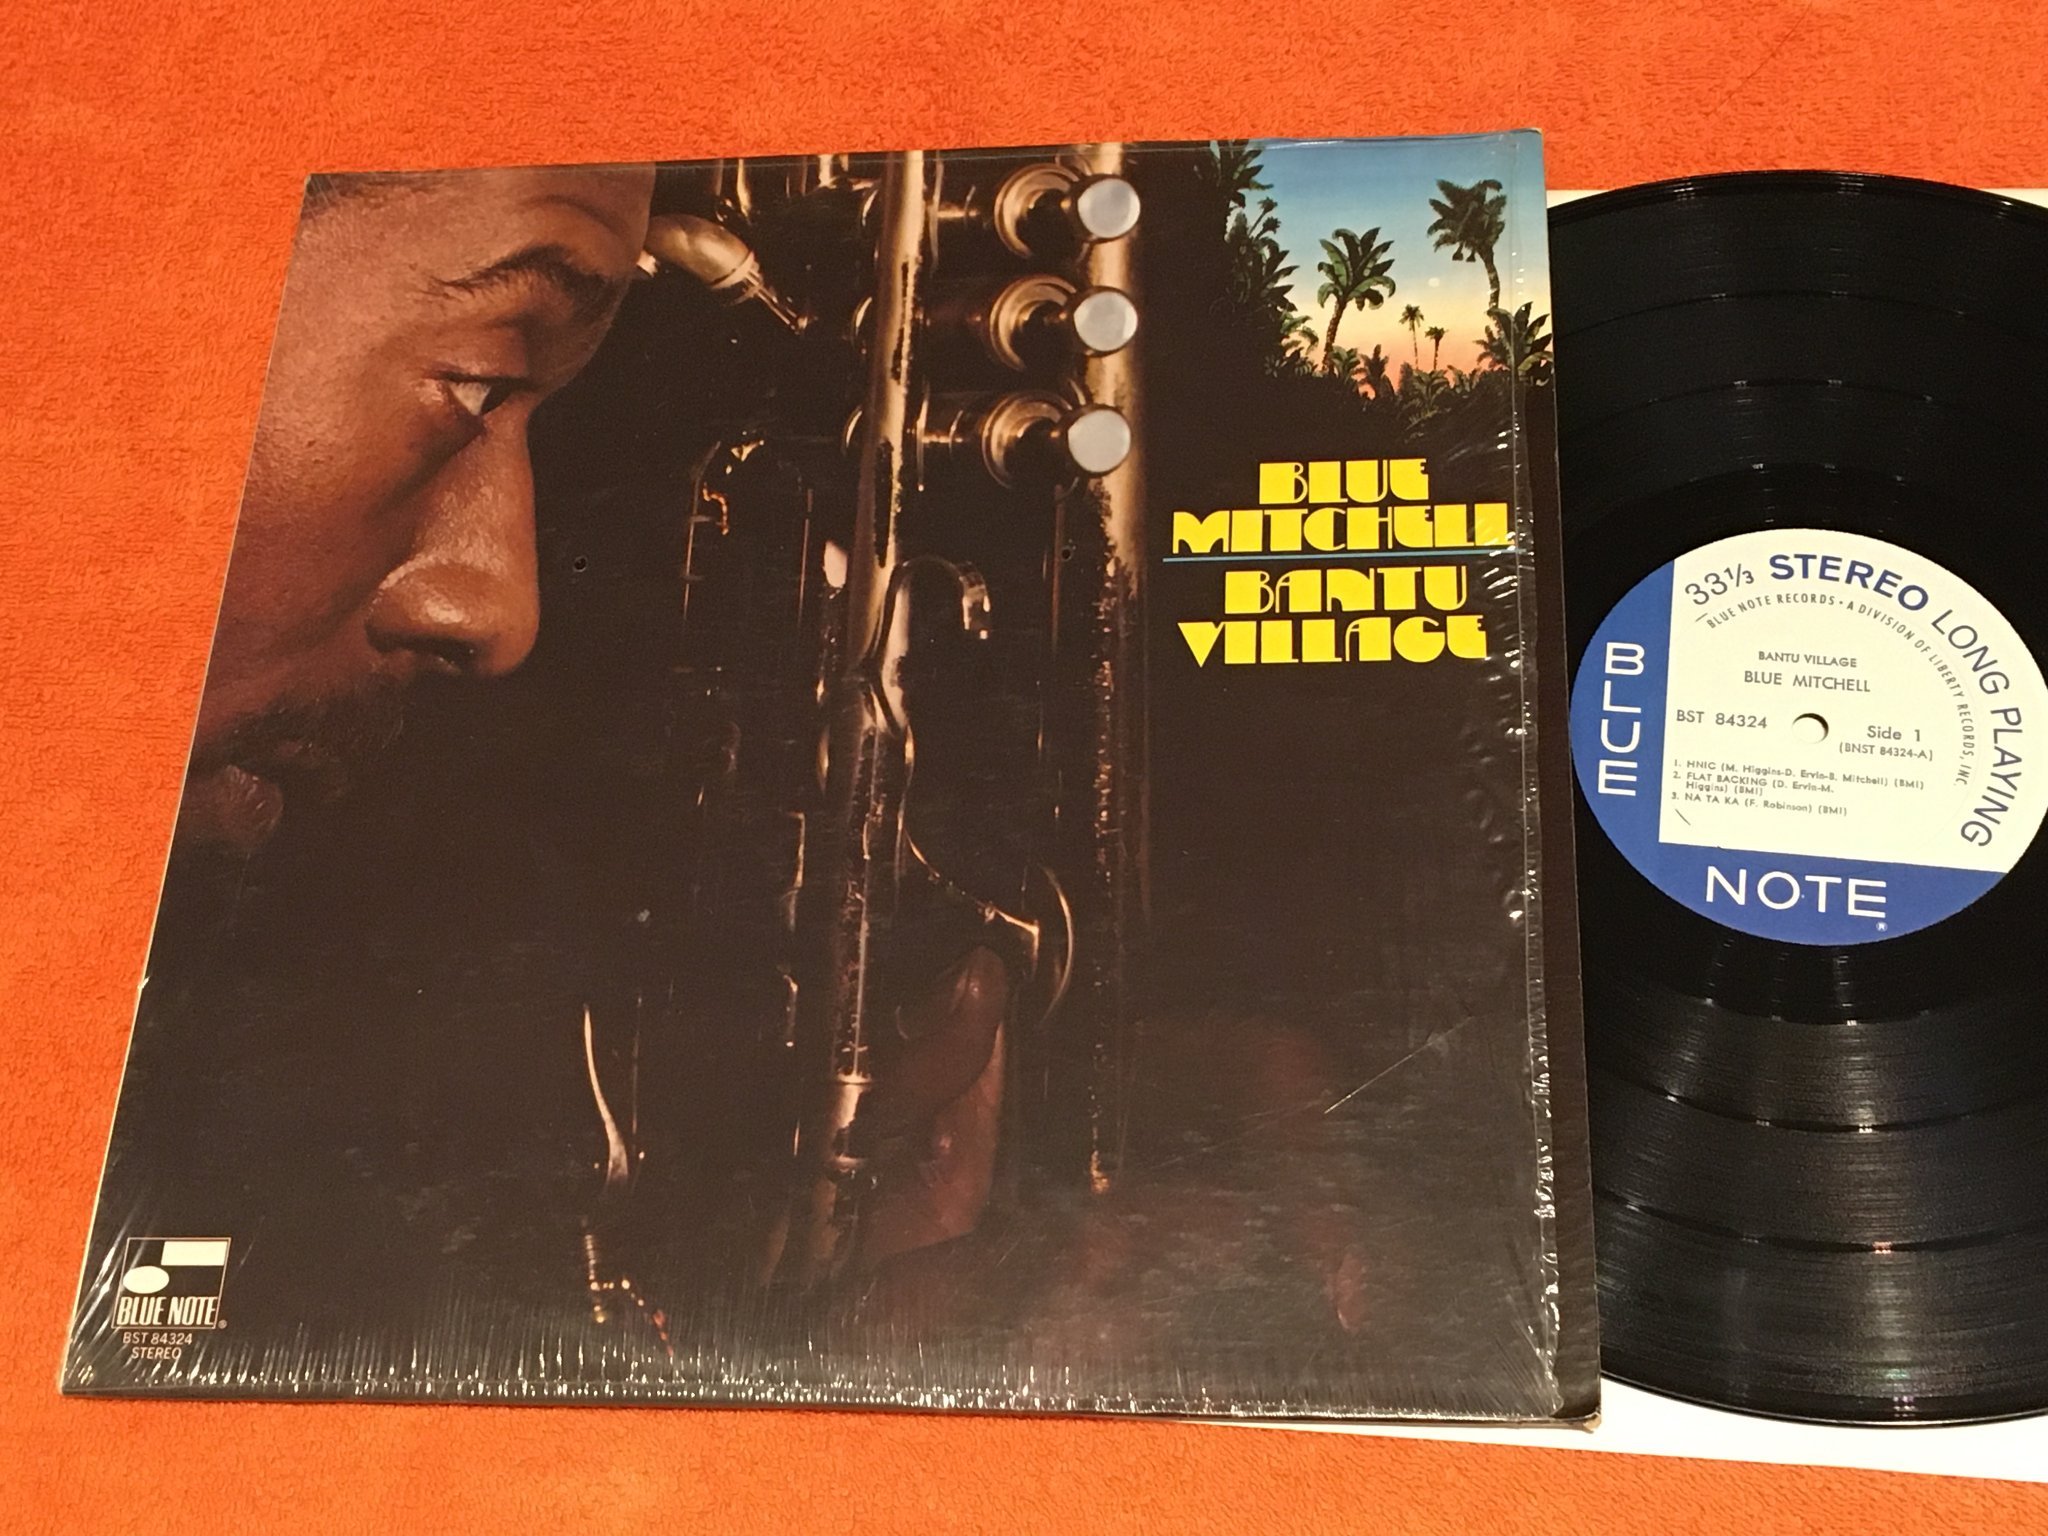 BLUE
MITCHELL
BANTU
VILLAGE
BLUE NOTE®
BST 84324
STEREO
33 1/3 STEREO LONG PLAYING
BLUE NOTE RECORDS • A DIVISION OF LIBERTY RECORDS, INC.
BANTU VILLAGE
BLUE MITCHELL
BST 84324
Side 1
(BNST 84324-A)
1. HNIC (M. Higgins-D. Ervin-B. Mitchell) (BMI)
2. FLAT BACKING (D. Ervin-M.
Higgins) (BMI)
3. NA TA KA (F. Robinson) (BMI)
BLUE
NOTE®